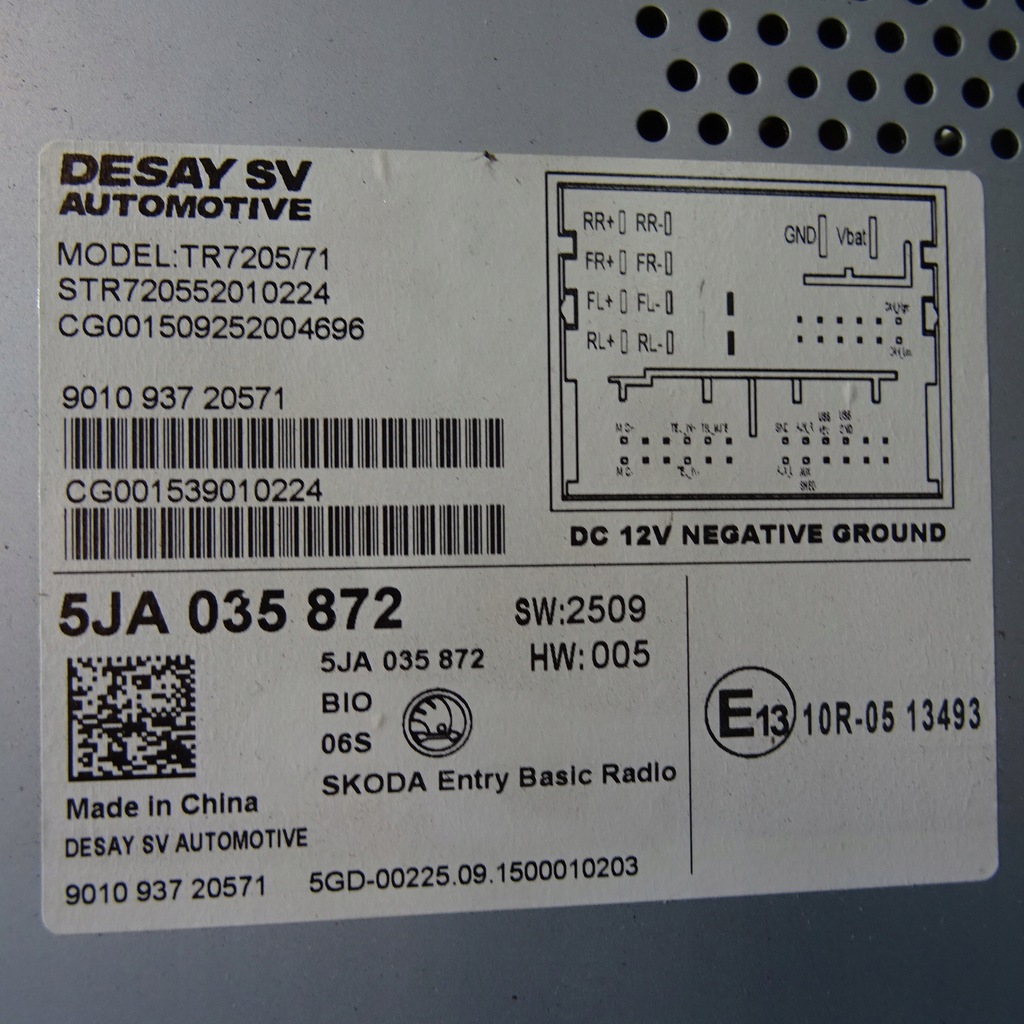 DESAY SV
AUTOMOTIVE
MODEL:TR7205/71
STR720552010224
CG001509252004696
9010 937 20571
CG001539010224
RR+ RR-
FR+ FR-
FL+ FL-
RL+ RL-
GND Vbat
DC 12V NEGATIVE GROUND
5JA 035 872
SW:2509
HW:005
5JA 035 872
BIO
06S
SKODA Entry Basic Radio
Made in China
DESAY SV AUTOMOTIVE
9010 937 20571
5GD-00225.09.1500010203
E13 10R-05 13493